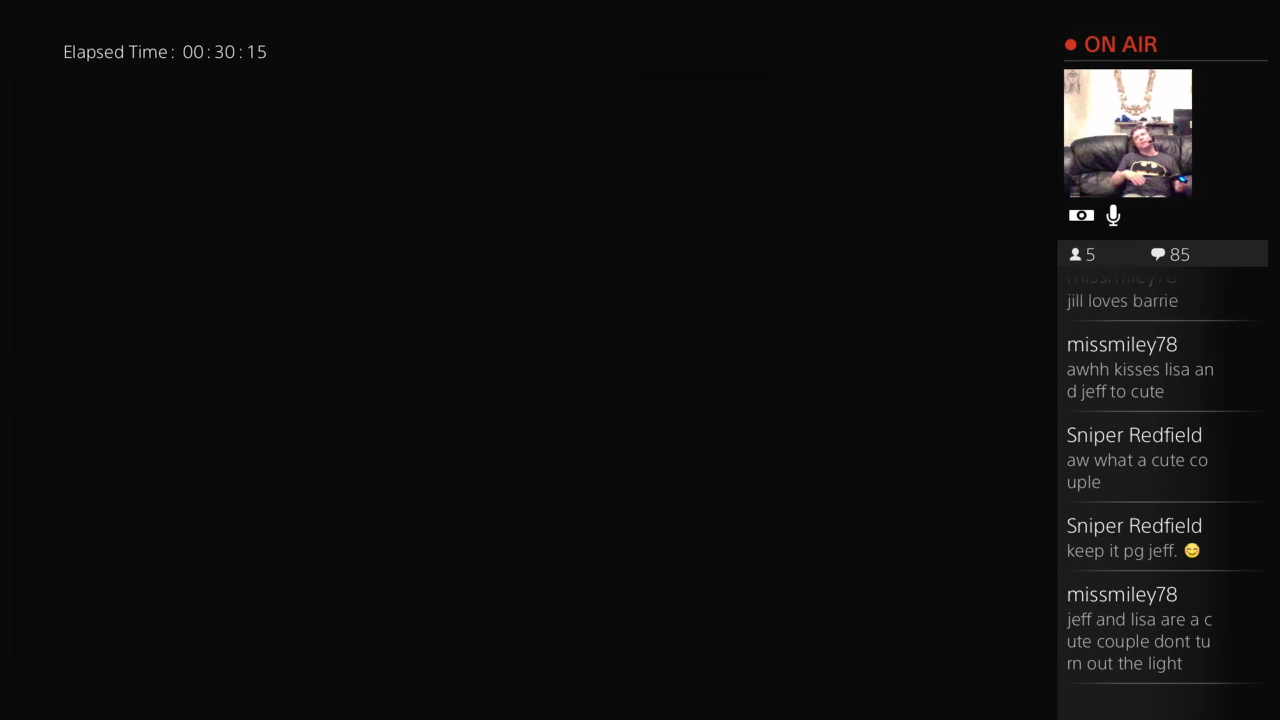 Elapsed Time: 00:30:15
ON AIR
5 85
missmiley78
jill loves barrie
missmiley78
awhh kisses lisa an
d jeff to cute
Sniper Redfield
aw what a cute co
uple
Sniper Redfield
keep it pg jeff. 😊
missmiley78
jeff and lisa are a c
ute couple dont tu
rn out the light